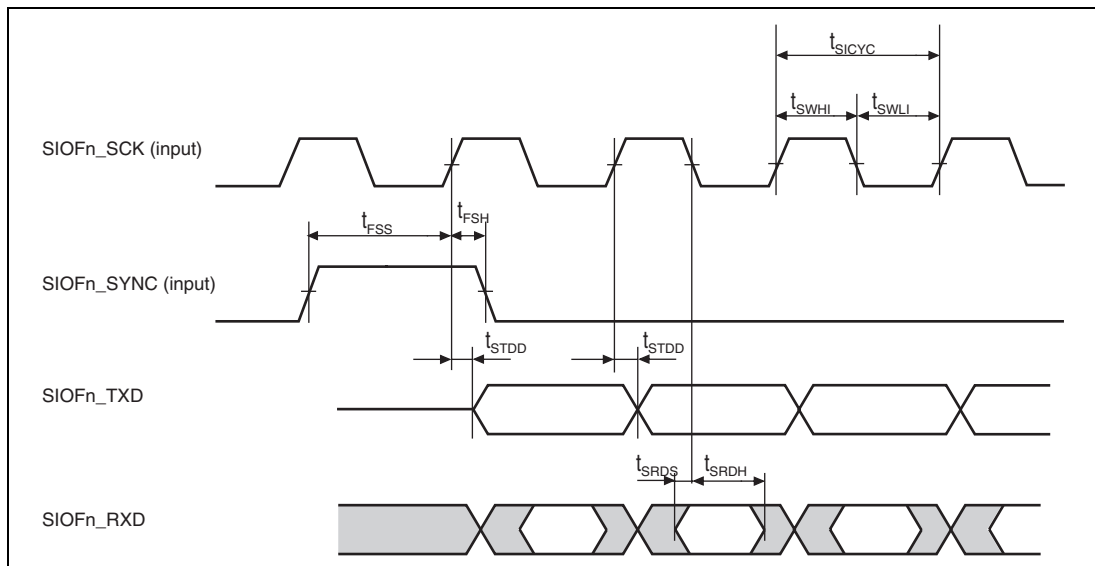 tSICYC
tSWHI tSWLI
SIOFn_SCK (input)
tFSS tFSH
SIOFn_SYNC (input)
tSTDD tSTDD
SIOFn_TXD
tSRDS tSRDH
SIOFn_RXD